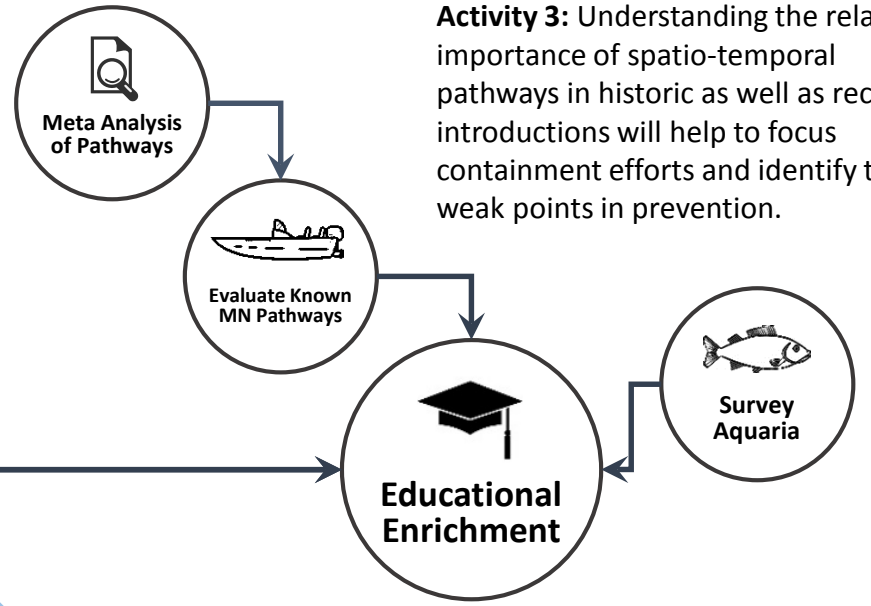 Activity 3: Understanding the
importance of spatio-temporal
pathways in historic as well as
introductions will help to focus
containment efforts and identify
weak points in prevention.
Meta Analysis
of Pathways
Evaluate Known
MN Pathways
Survey
Aquaria
Educational
Enrichment